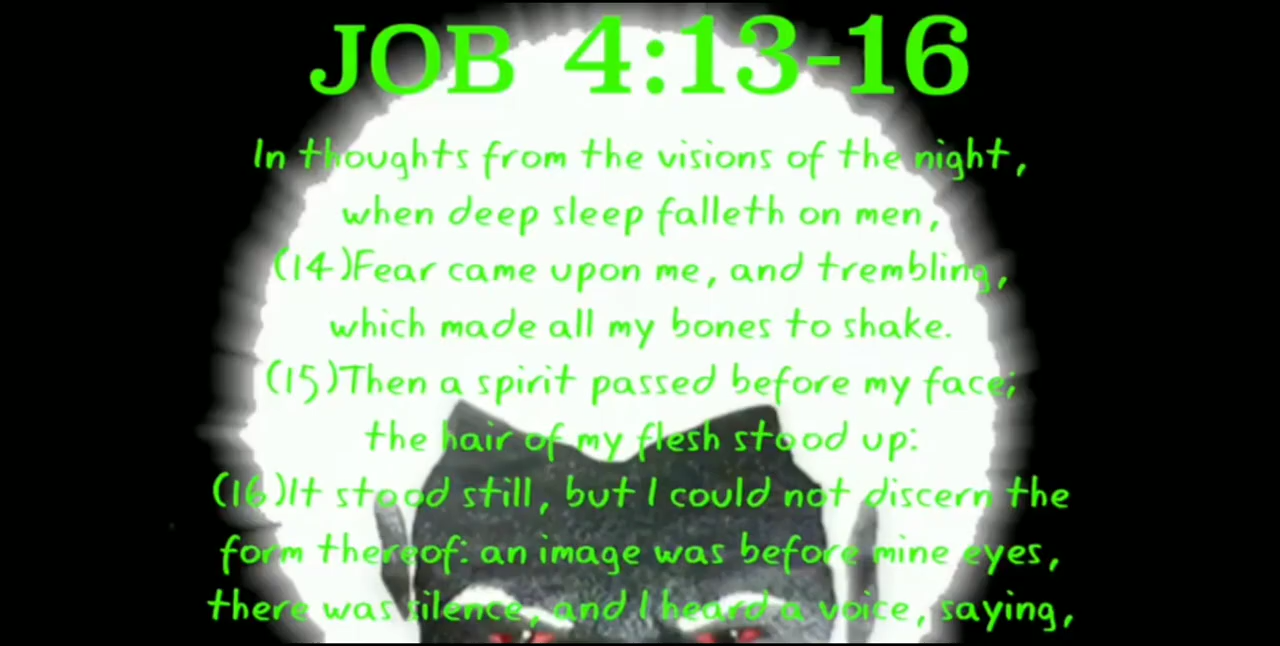 JOB 4:13-16
In thoughts from the visions of the night,
when deep sleep falleth on men,
(14)Fear came upon me, and trembling,
which made all my bones to shake.
(15)Then a spirit passed before my face;
the hair of my flesh stood up:
(16)It stood still, but I could not discern the
form thereof: an image was before mine eyes,
there was silence, and I heard a voice, saying,